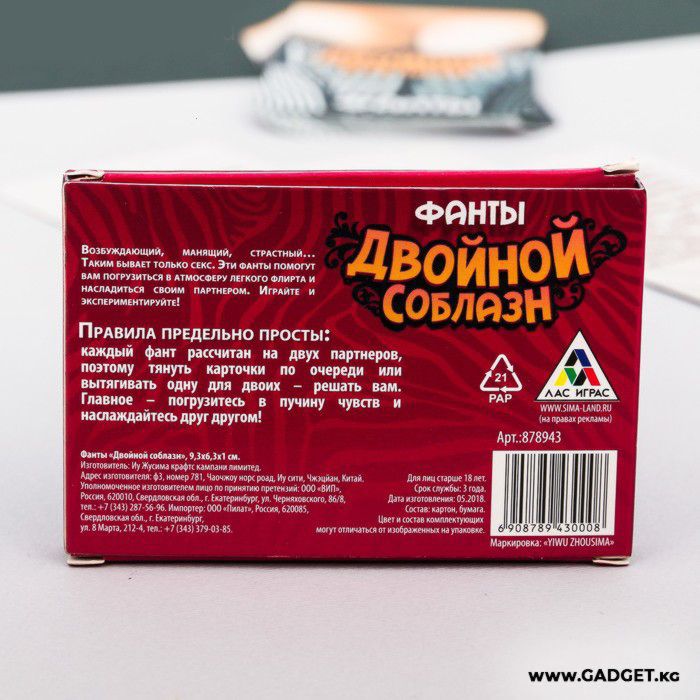 ФАНТЫ
ДВОЙНОЙ
СОБЛАЗН
ВОЗБУЖДАЮЩИЙ, МАНЯЩИЙ, СТРАСТНЫЙ...
ТАКИМ БЫВАЕТ ТОЛЬКО СЕКС. ЭТИ ФАНТЫ ПОМОГУТ
ВАМ ПОГРУЗИТЬСЯ В АТМОСФЕРУ ЛЕГКОГО ФЛИРТА И
НАСЛАДИТЬСЯ СВОИМ ПАРТНЕРОМ. ИГРАЙТЕ И
ЭКСПЕРИМЕНТИРУЙТЕ!
ПРАВИЛА ПРЕДЕЛЬНО ПРОСТЫ:
каждый фант рассчитан на двух партнеров,
поэтому тянуть карточки по очереди или
вытягивать одну для двоих – решать вам.
Главное – погрузитесь в пучину чувств и
наслаждайтесь друг другом!
21
PAP
ЛАС ИГРАС
WWW.SIMA-LAND.RU
(на правах рекламы)
Арт.:878943
Фанты «Двойной соблазн», 9,3х6,3х1 см.
Изготовитель: Иу Жусима крафтс кампани лимитед.
Адрес изготовителя: ф3, номер 781, Чаочжоу норс роад, Иу сити, Чжэцйан, Китай.
Уполномоченное изготовителем лицо по принятию претензий: ООО «ВИП»,
Россия, 620010, Свердловская обл., г. Екатеринбург, ул. Черняховского, 86/8,
тел.: +7 (343) 287-56-96. Импортер: ООО «Пилат», Россия, 620085,
Свердловская обл., г. Екатеринбург,
ул. 8 Марта, 212-4, тел.: +7 (343) 379-03-85.
Для лиц старше 18 лет.
Срок службы: 3 года.
Дата изготовления: 05.2018.
Состав: картон, бумага.
Цвет и состав комплектующих
могут отличаться от изображенных на упаковке.
6 908789 430008
Маркировка: «YIWU ZHOUSIMA»
WWW.GADGET.KG